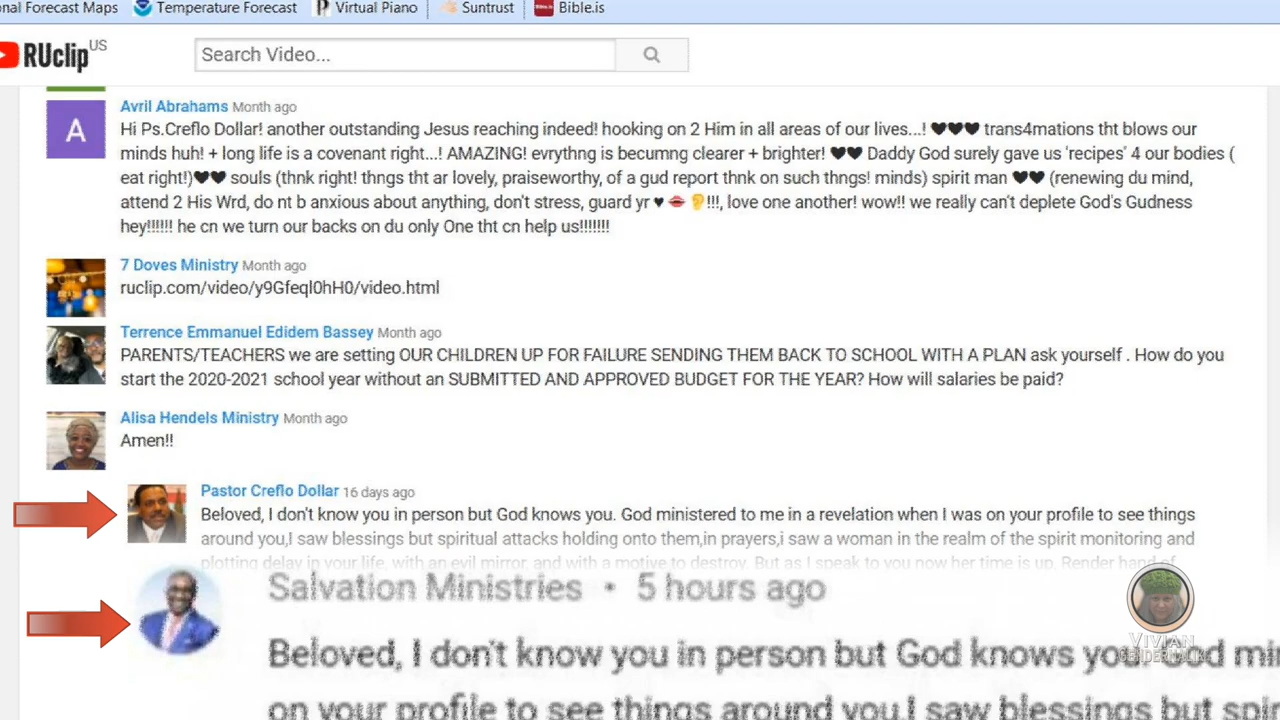 nal Forecast Maps Temperature Forecast Virtual Piano Suntrust Bible.is
RUclip US
Search Video...
A
Avril Abrahams Month ago
Hi Ps.Creflo Dollar! another outstanding Jesus reaching indeed! hooking on 2 Him in all areas of our lives...! ♥♥♥ trans4mations tht blows our
minds huh! + long life is a covenant right...! AMAZING! evrythng is becumng clearer + brighter! ♥♥ Daddy God surely gave us 'recipes' 4 our bodies (
eat right!)♥♥ souls (thnk right! thngs tht ar lovely, praiseworthy, of a gud report thnk on such thngs! minds) spirit man ♥♥ (renewing du mind,
attend 2 His Wrd, do nt b anxious about anything, don't stress, guard yr ♥ 👄 👂!!!, love one another! wow!! we really can't deplete God's Gudness
hey!!!!!! he cn we turn our backs on du only One tht cn help us!!!!!!!
7 Doves Ministry Month ago
ruclip.com/video/y9Gfeql0hH0/video.html
Terrence Emmanuel Edidem Bassey Month ago
PARENTS/TEACHERS we are setting OUR CHILDREN UP FOR FAILURE SENDING THEM BACK TO SCHOOL WITH A PLAN ask yourself . How do you
start the 2020-2021 school year without an SUBMITTED AND APPROVED BUDGET FOR THE YEAR? How will salaries be paid?
Alisa Hendels Ministry Month ago
Amen!!
Pastor Creflo Dollar 16 days ago
Beloved, I don't know you in person but God knows you. God ministered to me in a revelation when I was on your profile to see things
around you,I saw blessings but spiritual attacks holding onto them,in prayers,i saw a woman in the realm of the spirit monitoring and
plotting delay in your life, with an evil mirror, and with a motive to destroy. But as I speak to you now her time is up. Render hand of
Salvation Ministries • 5 hours ago
Beloved, I don't know you in person but God knows yo d mi
on your profile to see things around you,I saw blessings but spi
VIVIAN